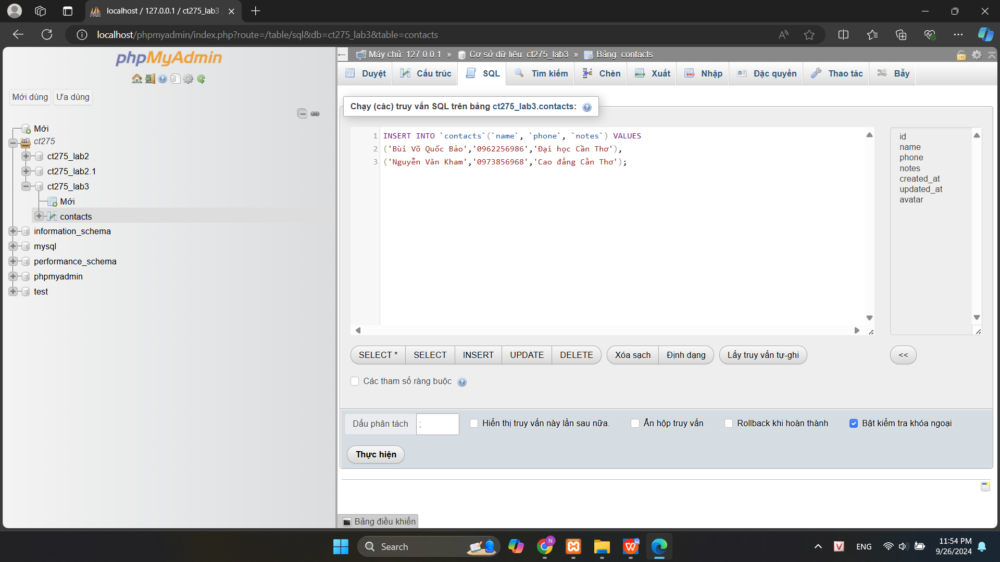 localhost / 127.0.0.1 / ct275_lab3
localhost/phpmyadmin/index.php?route=/table/sql&db=ct275_lab3&table=contacts
phpMyAdmin
Mới dùng
Ưa dùng
Mới
ct275
ct275_lab2
ct275_lab2.1
ct275_lab3
Mới
contacts
information_schema
mysql
performance_schema
phpmyadmin
test
Máy chủ: 127.0.0.1 » Cơ sở dữ liệu: ct275_lab3 » Bảng: contacts
Duyệt
Cấu trúc
SQL
Tìm kiếm
Chèn
Xuất
Nhập
Đặc quyền
Thao tác
Bẫy
Chạy (các) truy vấn SQL trên bảng ct275_lab3.contacts:
1 INSERT INTO `contacts`(`name`, `phone`, `notes`) VALUES
2 ('Bùi Võ Quốc Bảo','0962256986','Đại học Cần Thơ'),
3 ('Nguyễn Văn Kham','0973856968','Cao đẳng Cần Thơ');
id
name
phone
notes
created_at
updated_at
avatar
SELECT *
SELECT
INSERT
UPDATE
DELETE
Xóa sạch
Định dạng
Lấy truy vấn tự-ghi
<<
Các tham số ràng buộc
Dấu phân tách
;
Hiển thị truy vấn này lần sau nữa.
Ẩn hộp truy vấn
Rollback khi hoàn thành
Bật kiểm tra khóa ngoại
Thực hiện
Bảng điều khiển
Search
N
V
ENG
11:54 PM
9/26/2024